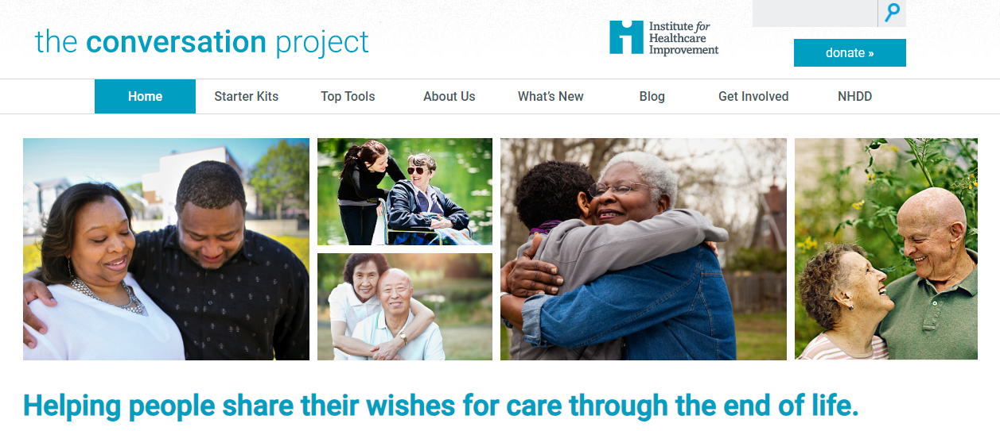 the conversation project
Institute for
Healthcare
Improvement
donate »
Home Starter Kits Top Tools About Us What's New Blog Get Involved NHDD
Helping people share their wishes for care through the end of life.